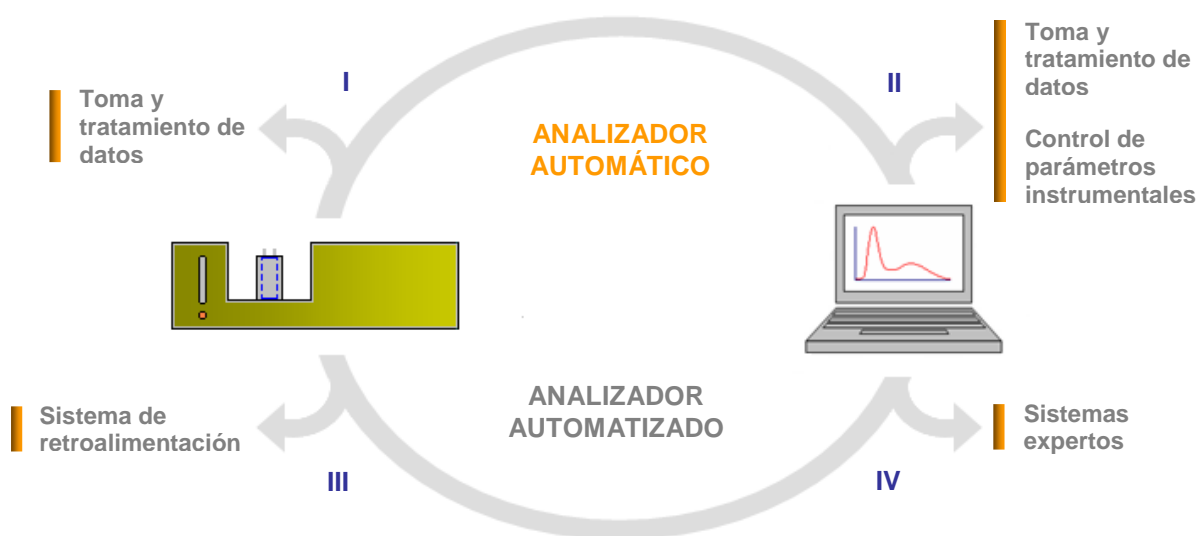 I
Toma y
tratamiento de
datos
II
Toma y
tratamiento de
datos
Control de
parámetros
instrumentales
ANALIZADOR
AUTOMÁTICO
ANALIZADOR
AUTOMATIZADO
Sistema de
retroalimentación
III
Sistemas
expertos
IV